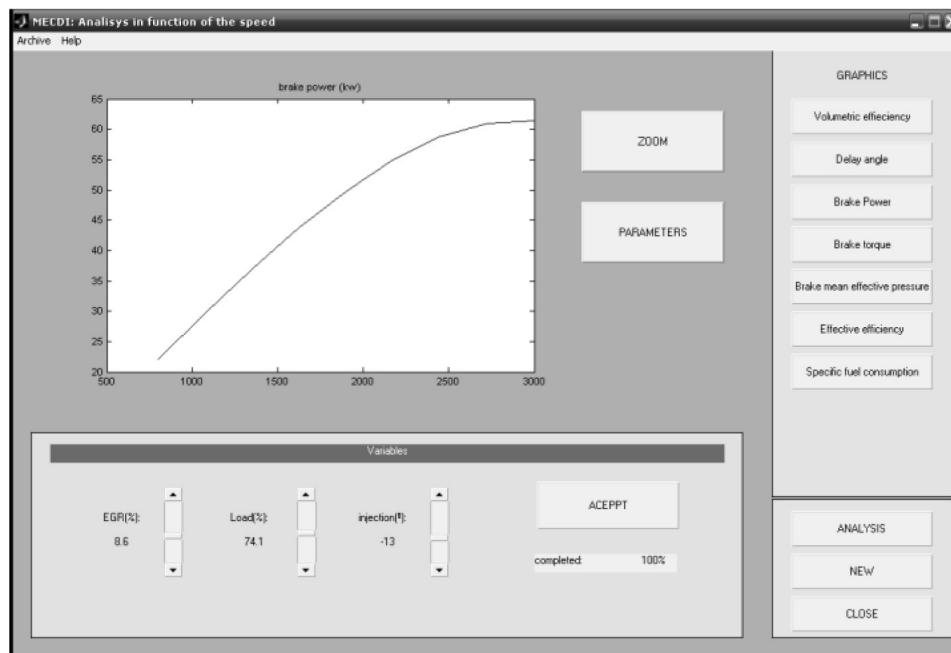 MECDI: Analisys in function of the speed
Archive Help
brake power (kw)
65
60
55
50
45
40
35
30
25
20
500 1000 1500 2000 2500 3000
ZOOM
PARAMETERS
GRAPHICS
Volumetric effieciency
Delay angle
Brake Power
Brake torque
Brake mean effective pressure
Effective efficiency
Specific fuel consumption
Variables
EGR(%): Load(%): injection(º):
8.6 74.1 -13
ACEPPT
completed: 100%
ANALYSIS
NEW
CLOSE